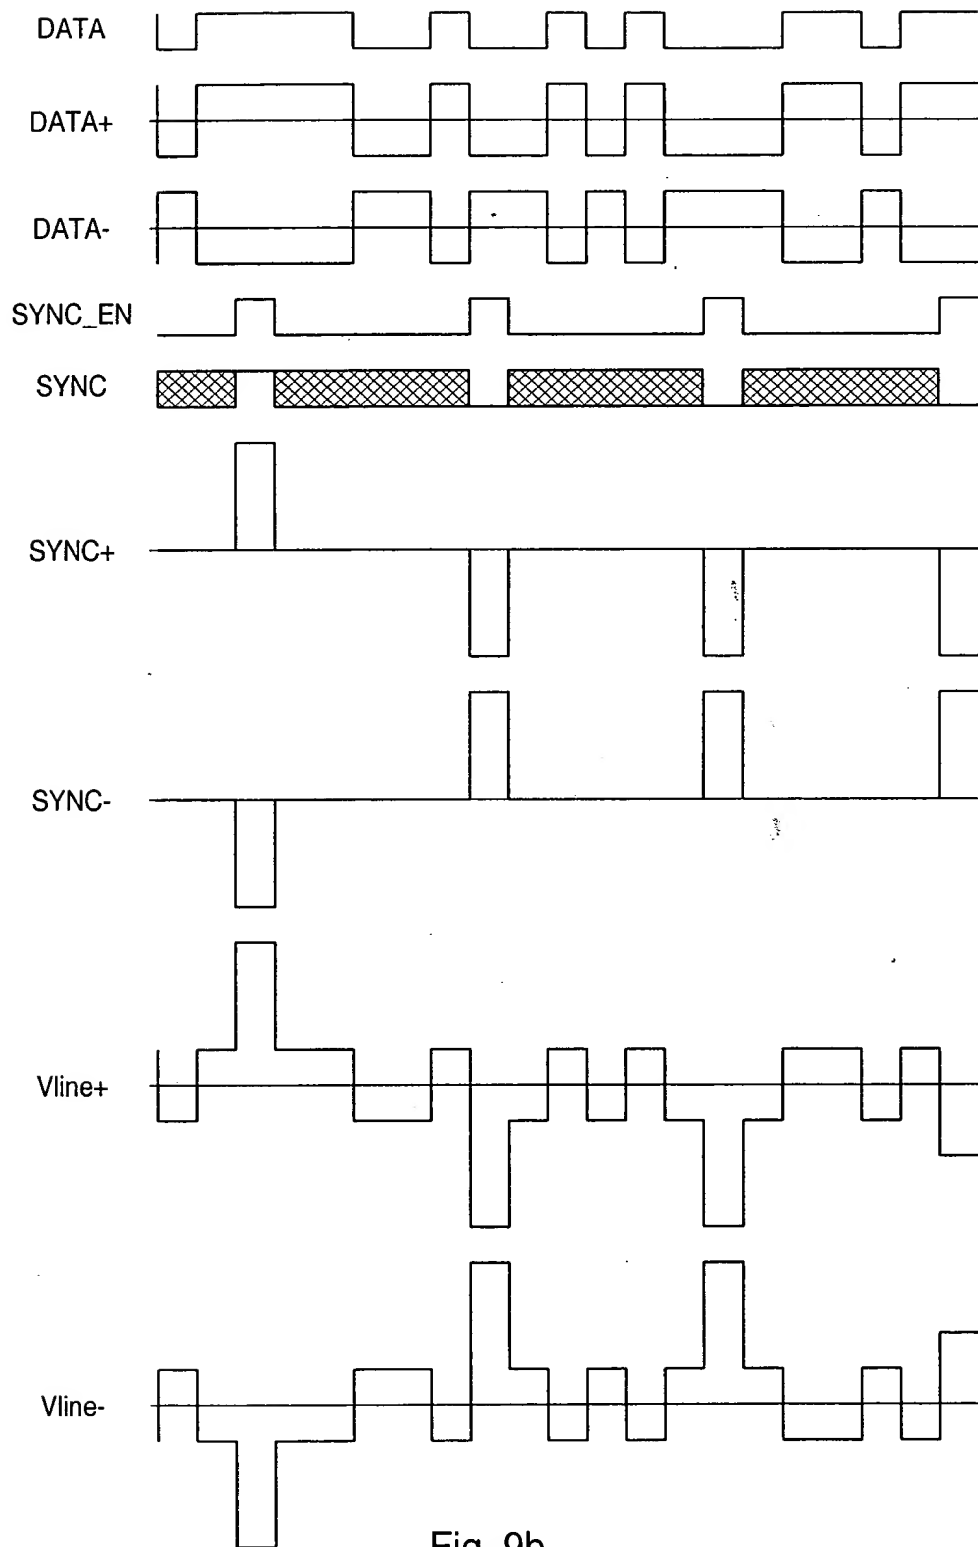 DATA
DATA+
DATA-
SYNC_EN
SYNC
SYNC+
SYNC-
Vline+
Vline-
Fig. 9b